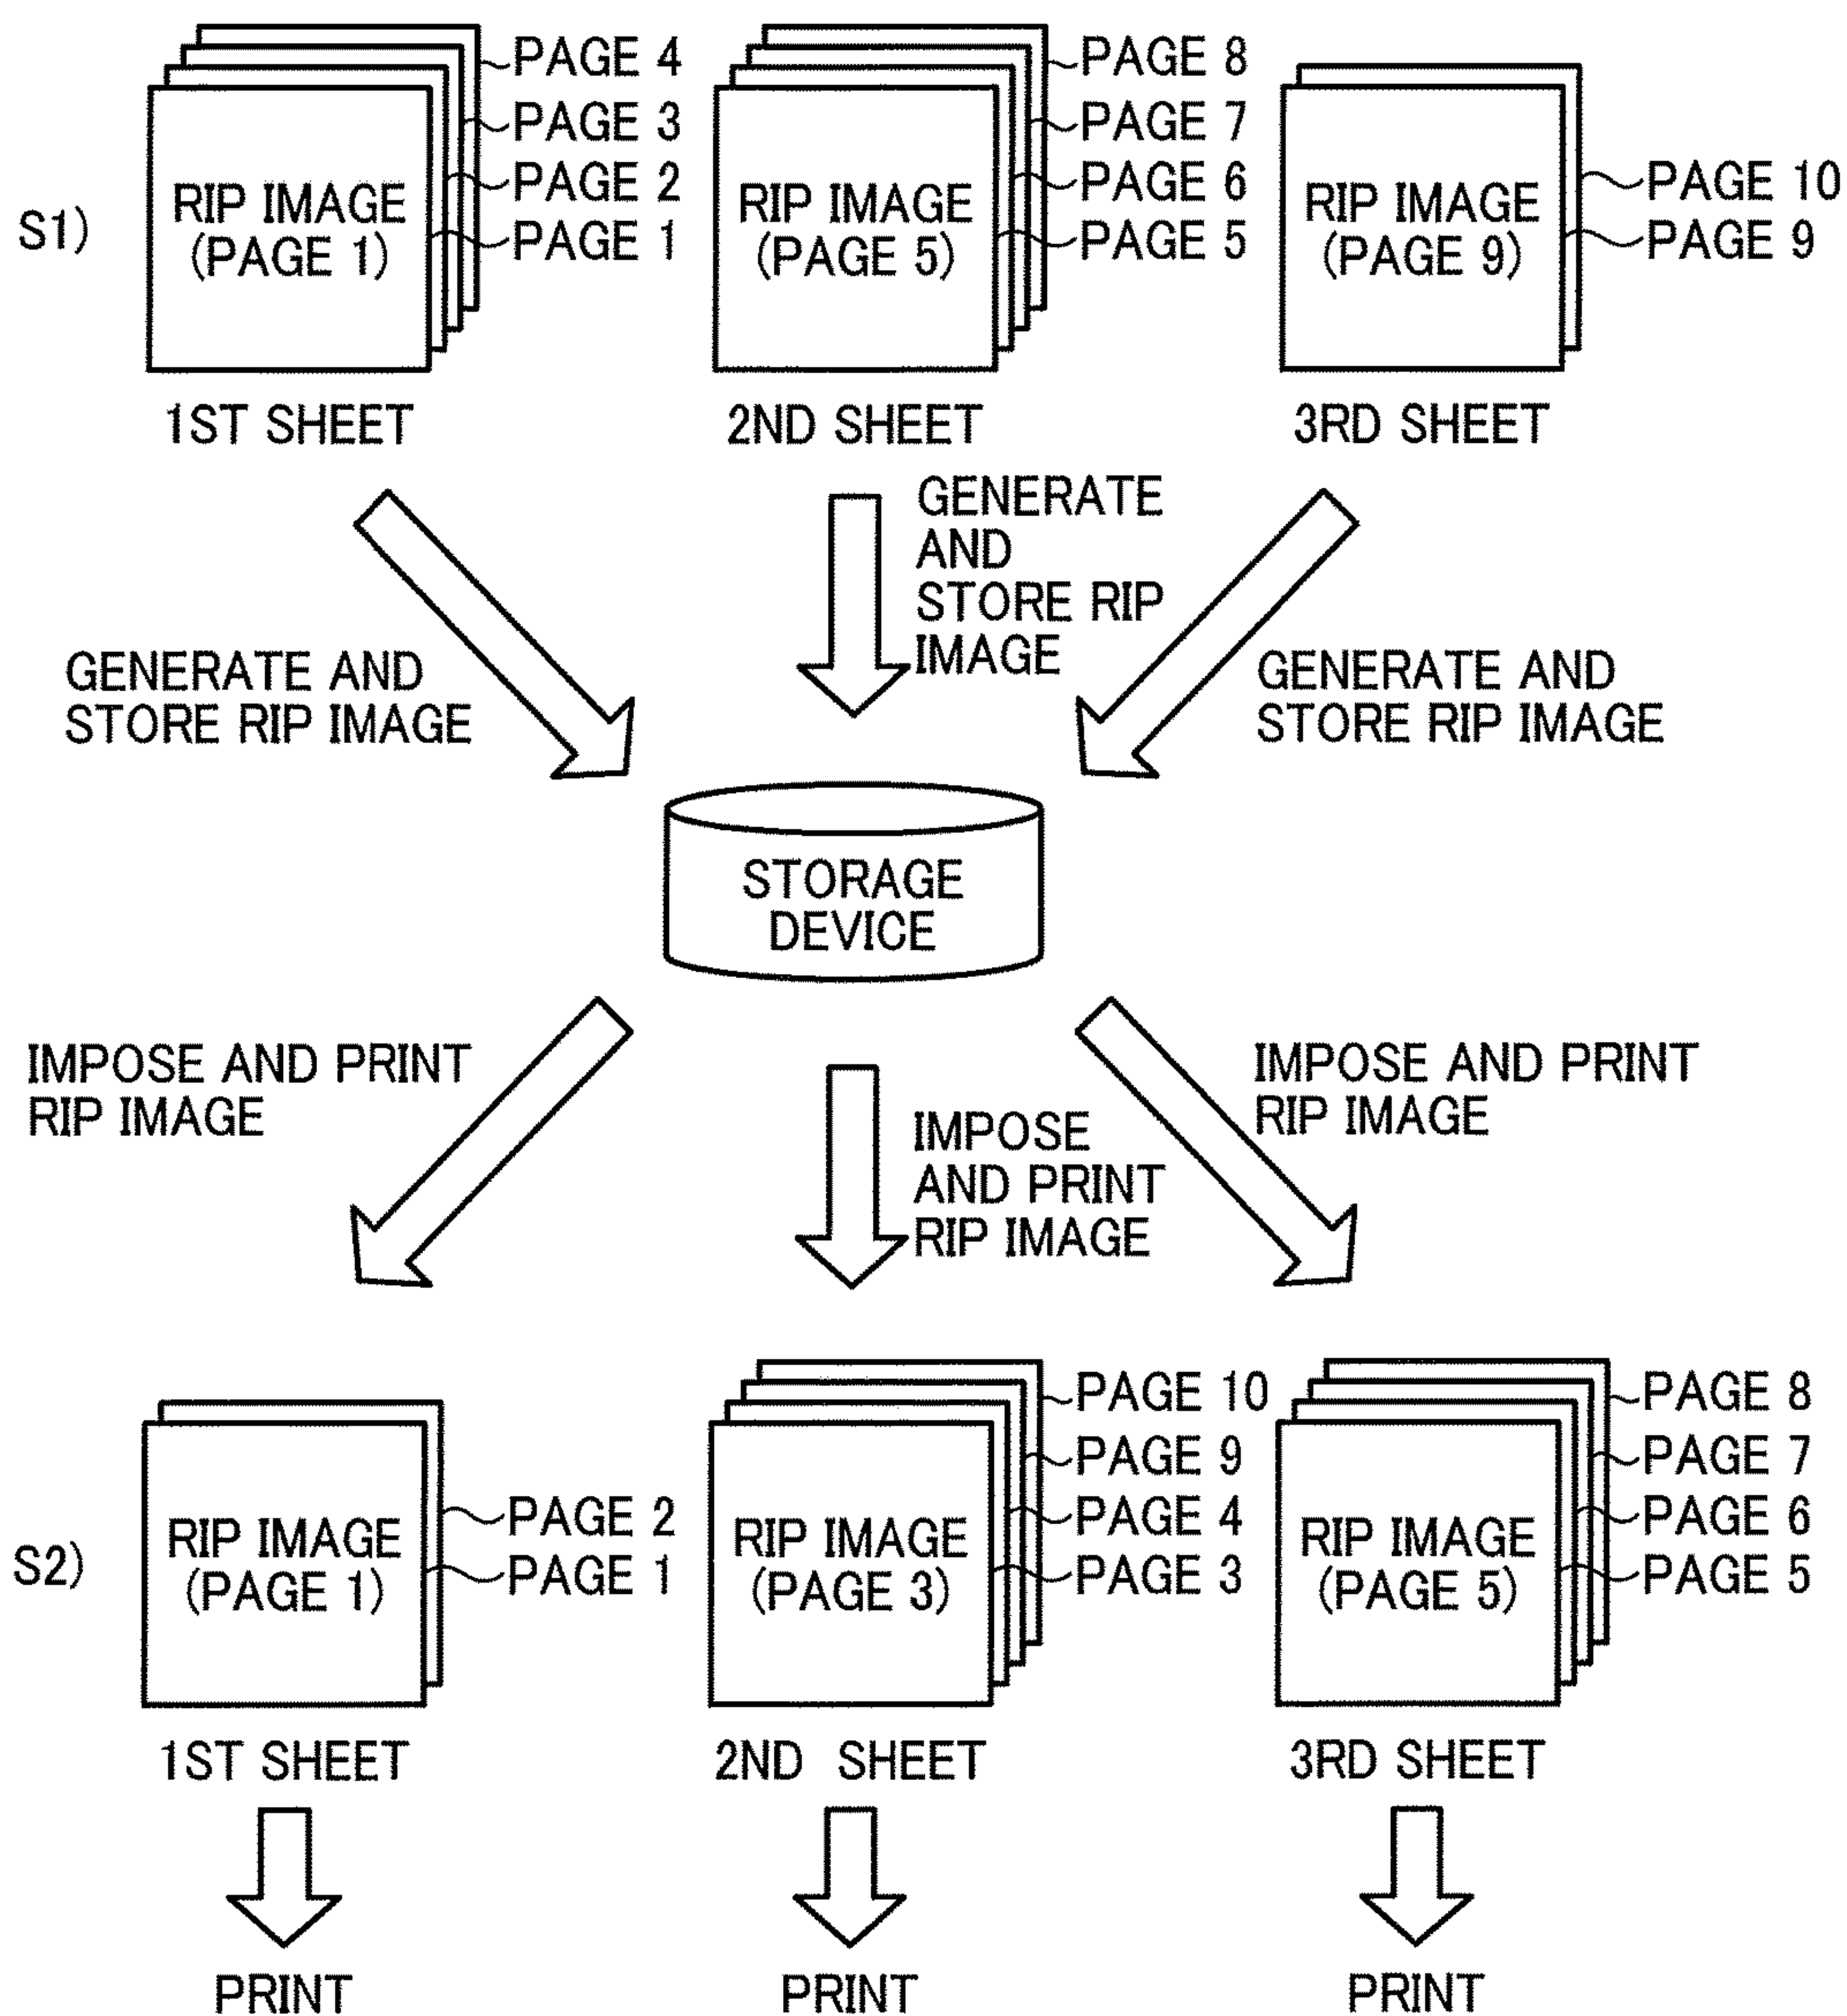 S1)
RIP IMAGE
(PAGE 1)
PAGE 4
PAGE 3
PAGE 2
PAGE 1
1ST SHEET
RIP IMAGE
(PAGE 5)
PAGE 8
PAGE 7
PAGE 6
PAGE 5
2ND SHEET
RIP IMAGE
(PAGE 9)
PAGE 10
PAGE 9
3RD SHEET
GENERATE AND
STORE RIP IMAGE
GENERATE
AND
STORE RIP
IMAGE
GENERATE AND
STORE RIP IMAGE
STORAGE
DEVICE
IMPOSE AND PRINT
RIP IMAGE
IMPOSE
AND PRINT
RIP IMAGE
IMPOSE AND PRINT
RIP IMAGE
S2)
RIP IMAGE
(PAGE 1)
PAGE 2
PAGE 1
1ST SHEET
PRINT
RIP IMAGE
(PAGE 3)
PAGE 10
PAGE 9
PAGE 4
PAGE 3
2ND SHEET
PRINT
RIP IMAGE
(PAGE 5)
PAGE 8
PAGE 7
PAGE 6
PAGE 5
3RD SHEET
PRINT